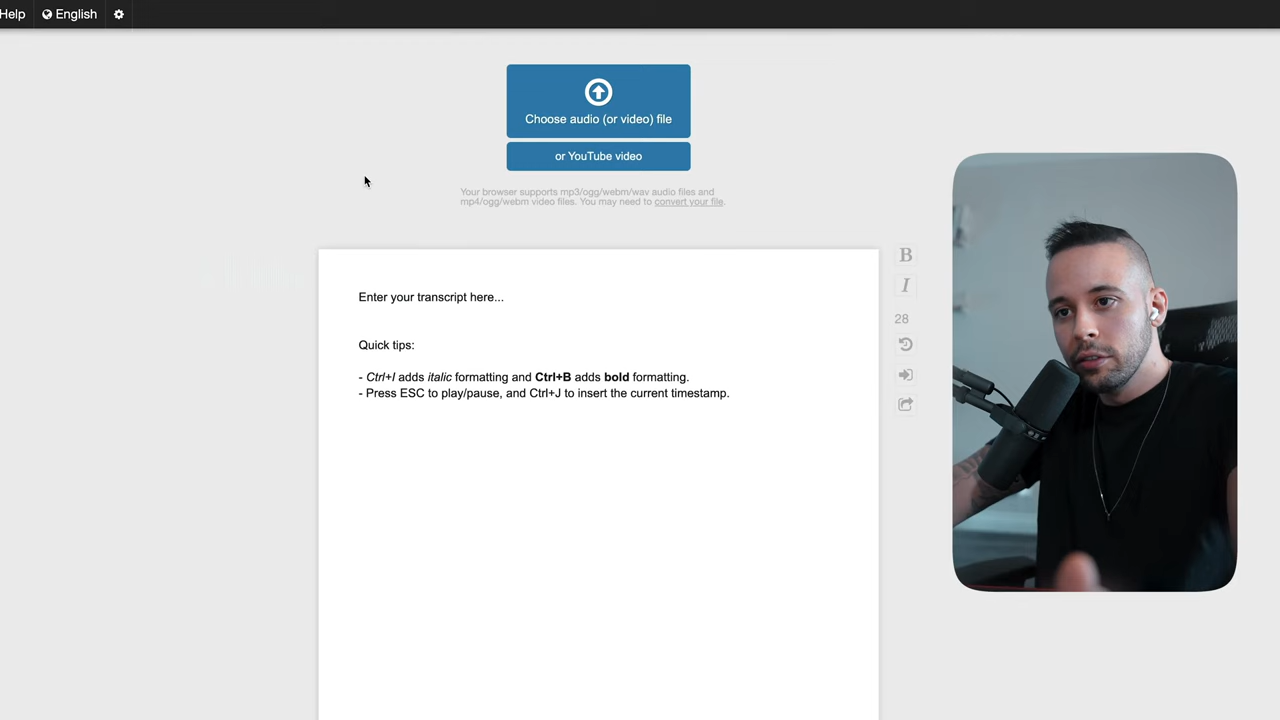 Help English
Choose audio (or video) file
or YouTube video
Your browser supports mp3/ogg/webm/wav audio files and
mp4/ogg/webm video files. You may need to convert your file.
B
I
28
Enter your transcript here...
Quick tips:
- Ctrl+I adds italic formatting and Ctrl+B adds bold formatting.
- Press ESC to play/pause, and Ctrl+J to insert the current timestamp.